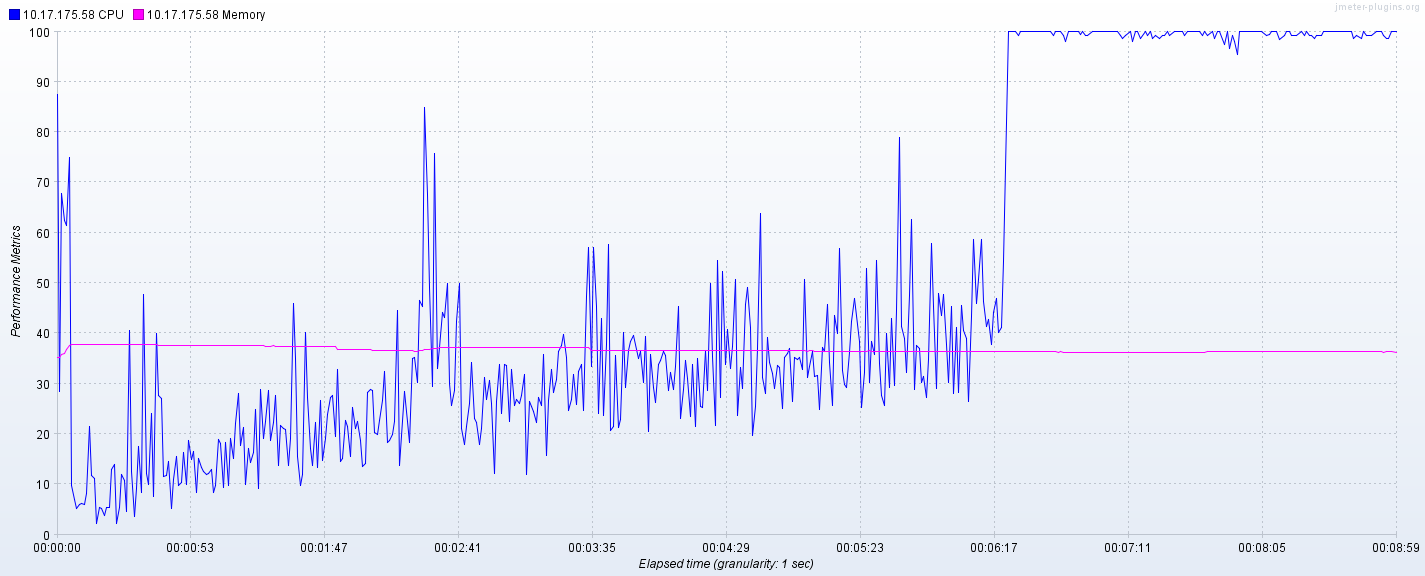 10.17.175.58 CPU 10.17.175.58 Memory
jmeter-plugins.org
100
90
80
70
60
50
40
30
20
10
0
Performance Metrics
00:00:00 00:00:53 00:01:47 00:02:41 00:03:35 00:04:29 00:05:23 00:06:17 00:07:11 00:08:05 00:08:59
Elapsed time (granularity: 1 sec)